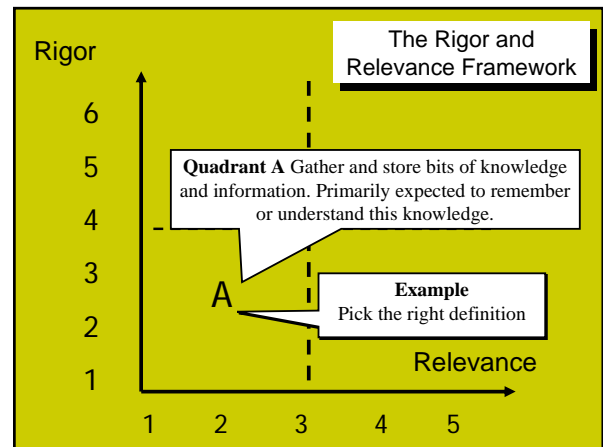 The Rigor and
Relevance Framework
Rigor
6
5
4
3
2
1
Quadrant A Gather and store bits of knowledge
and information. Primarily expected to remember
or understand this knowledge.
A
Example
Pick the right definition
Relevance
1 2 3 4 5